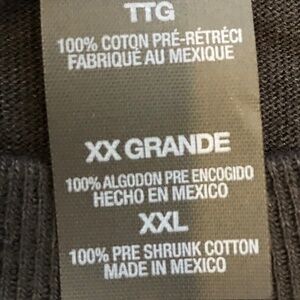 TTG
100% COTON PRÉ-RÉTRÉCI
FABRIQUÉ AU MEXIQUE
XX GRANDE
100% ALGODON PRE ENCOGIDO
HECHO EN MEXICO
XXL
100% PRE SHRUNK COTTON
MADE IN MEXICO